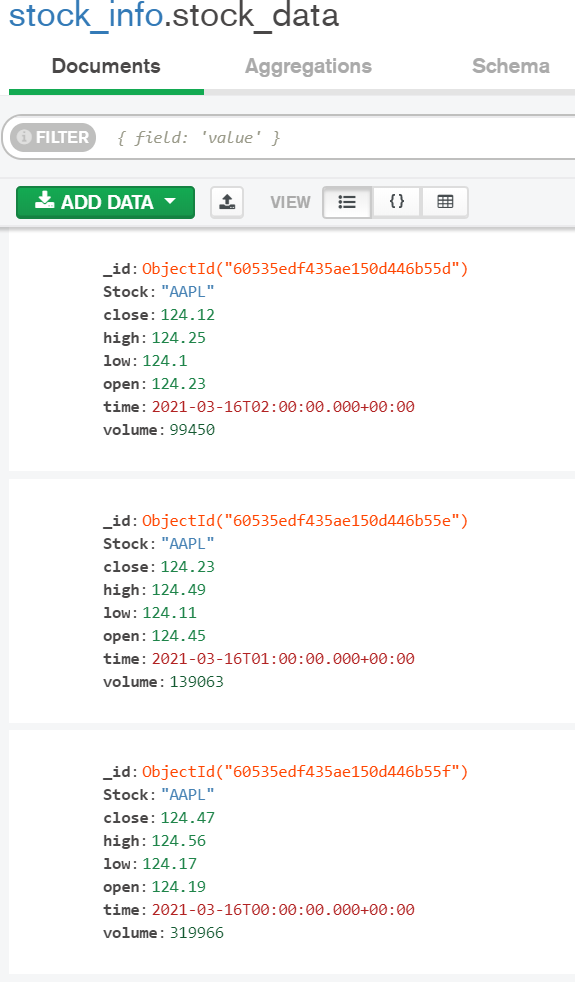 stock_info.stock_data
Documents Aggregations Schema
FILTER { field: 'value' }
ADD DATA VIEW {}
_id: ObjectId("60535edf435ae150d446b55d")
Stock: "AAPL"
close: 124.12
high: 124.25
low: 124.1
open: 124.23
time: 2021-03-16T02:00:00.000+00:00
volume: 99450
_id: ObjectId("60535edf435ae150d446b55e")
Stock: "AAPL"
close: 124.23
high: 124.49
low: 124.11
open: 124.45
time: 2021-03-16T01:00:00.000+00:00
volume: 139063
_id: ObjectId("60535edf435ae150d446b55f")
Stock: "AAPL"
close: 124.47
high: 124.56
low: 124.17
open: 124.19
time: 2021-03-16T00:00:00.000+00:00
volume: 319966